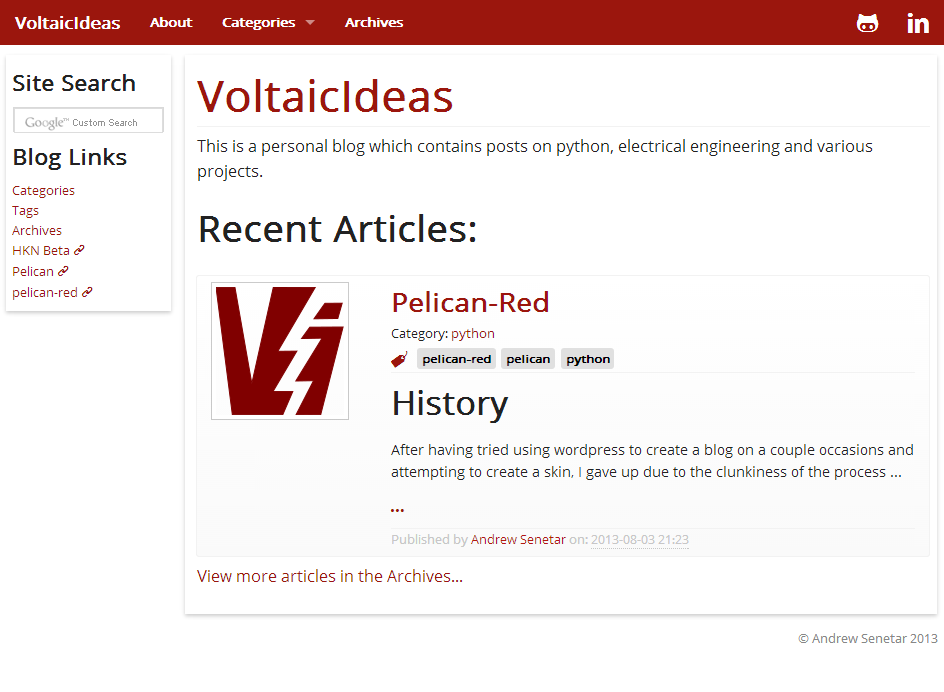 VoltaicIdeas About Categories Archives in
Site Search
Google™ Custom Search
Blog Links
Categories
Tags
Archives
HKN Beta
Pelican
pelican-red
VoltaicIdeas
This is a personal blog which contains posts on python, electrical engineering and various
projects.
Recent Articles:
Vi
Pelican-Red
Category: python
pelican-red pelican python
History
After having tried using wordpress to create a blog on a couple occasions and
attempting to create a skin, I gave up due to the clunkiness of the process ...
...
Published by Andrew Senetar on: 2013-08-03 21:23
View more articles in the Archives...
© Andrew Senetar 2013